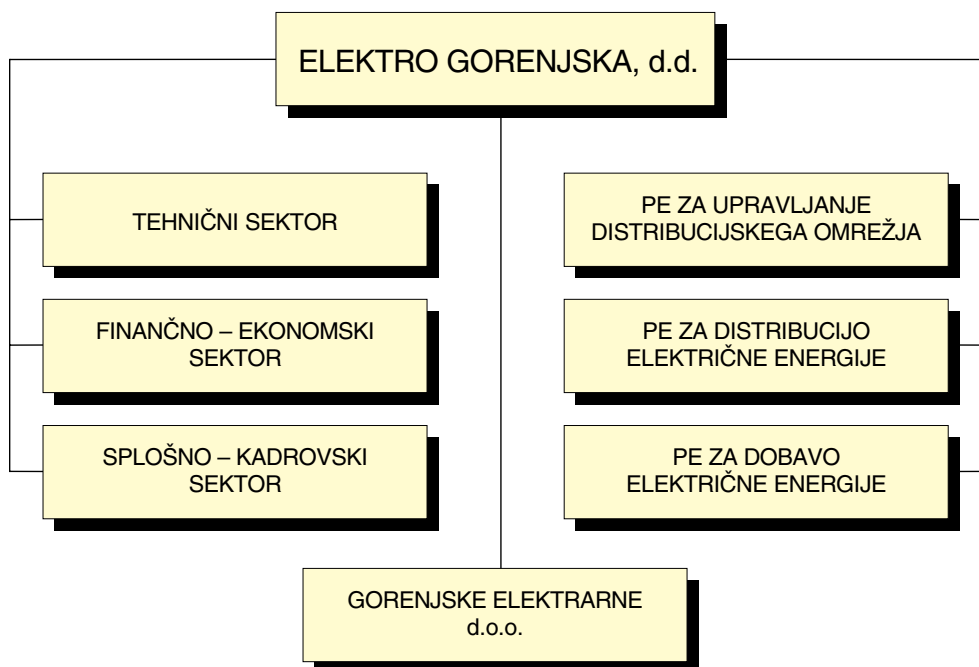 ELEKTRO GORENJSKA, d.d.
TEHNIČNI SEKTOR
FINANČNO – EKONOMSKI
SEKTOR
SPLOŠNO – KADROVSKI
SEKTOR
PE ZA UPRAVLJANJE
DISTRIBUCIJSKEGA OMREŽJA
PE ZA DISTRIBUCIJO
ELEKTRIČNE ENERGIJE
PE ZA DOBAVO
ELEKTRIČNE ENERGIJE
GORENJSKE ELEKTRARNE
d.o.o.